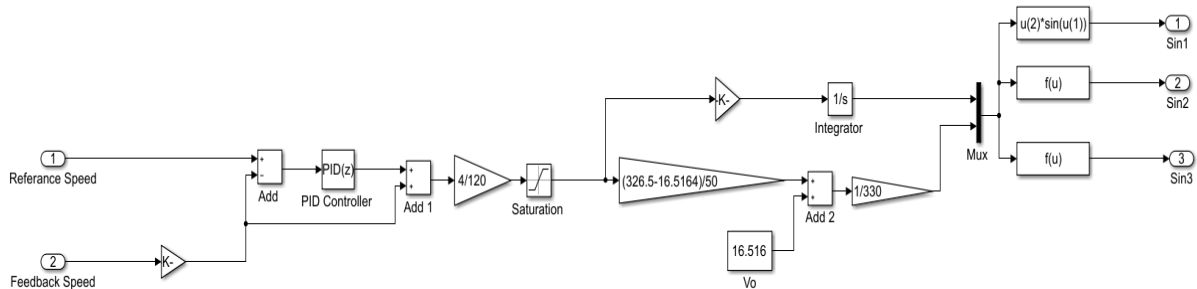 u(2)*sin(u(1))
1
Sin1
-K-
1/s
Integrator
f(u)
2
Sin2
Mux
1
Referance Speed
+
-
Add
PID(z)
PID Controller
+
+
Add 1
4/120
Saturation
(326.5-16.5164)/50
+
+
Add 2
1/330
f(u)
3
Sin3
2
Feedback Speed
K-
16.516
Vo